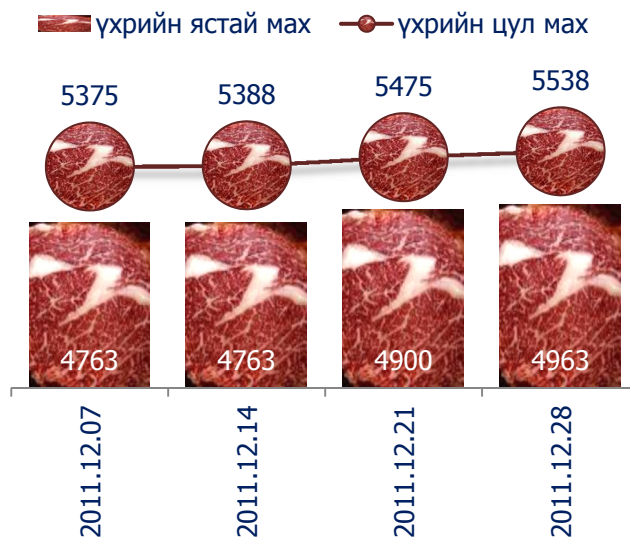 үхрийн ястай мах үхрийн цул мах
5375 5388 5475 5538
4763 4763 4900 4963
2011.12.07 2011.12.14 2011.12.21 2011.12.28